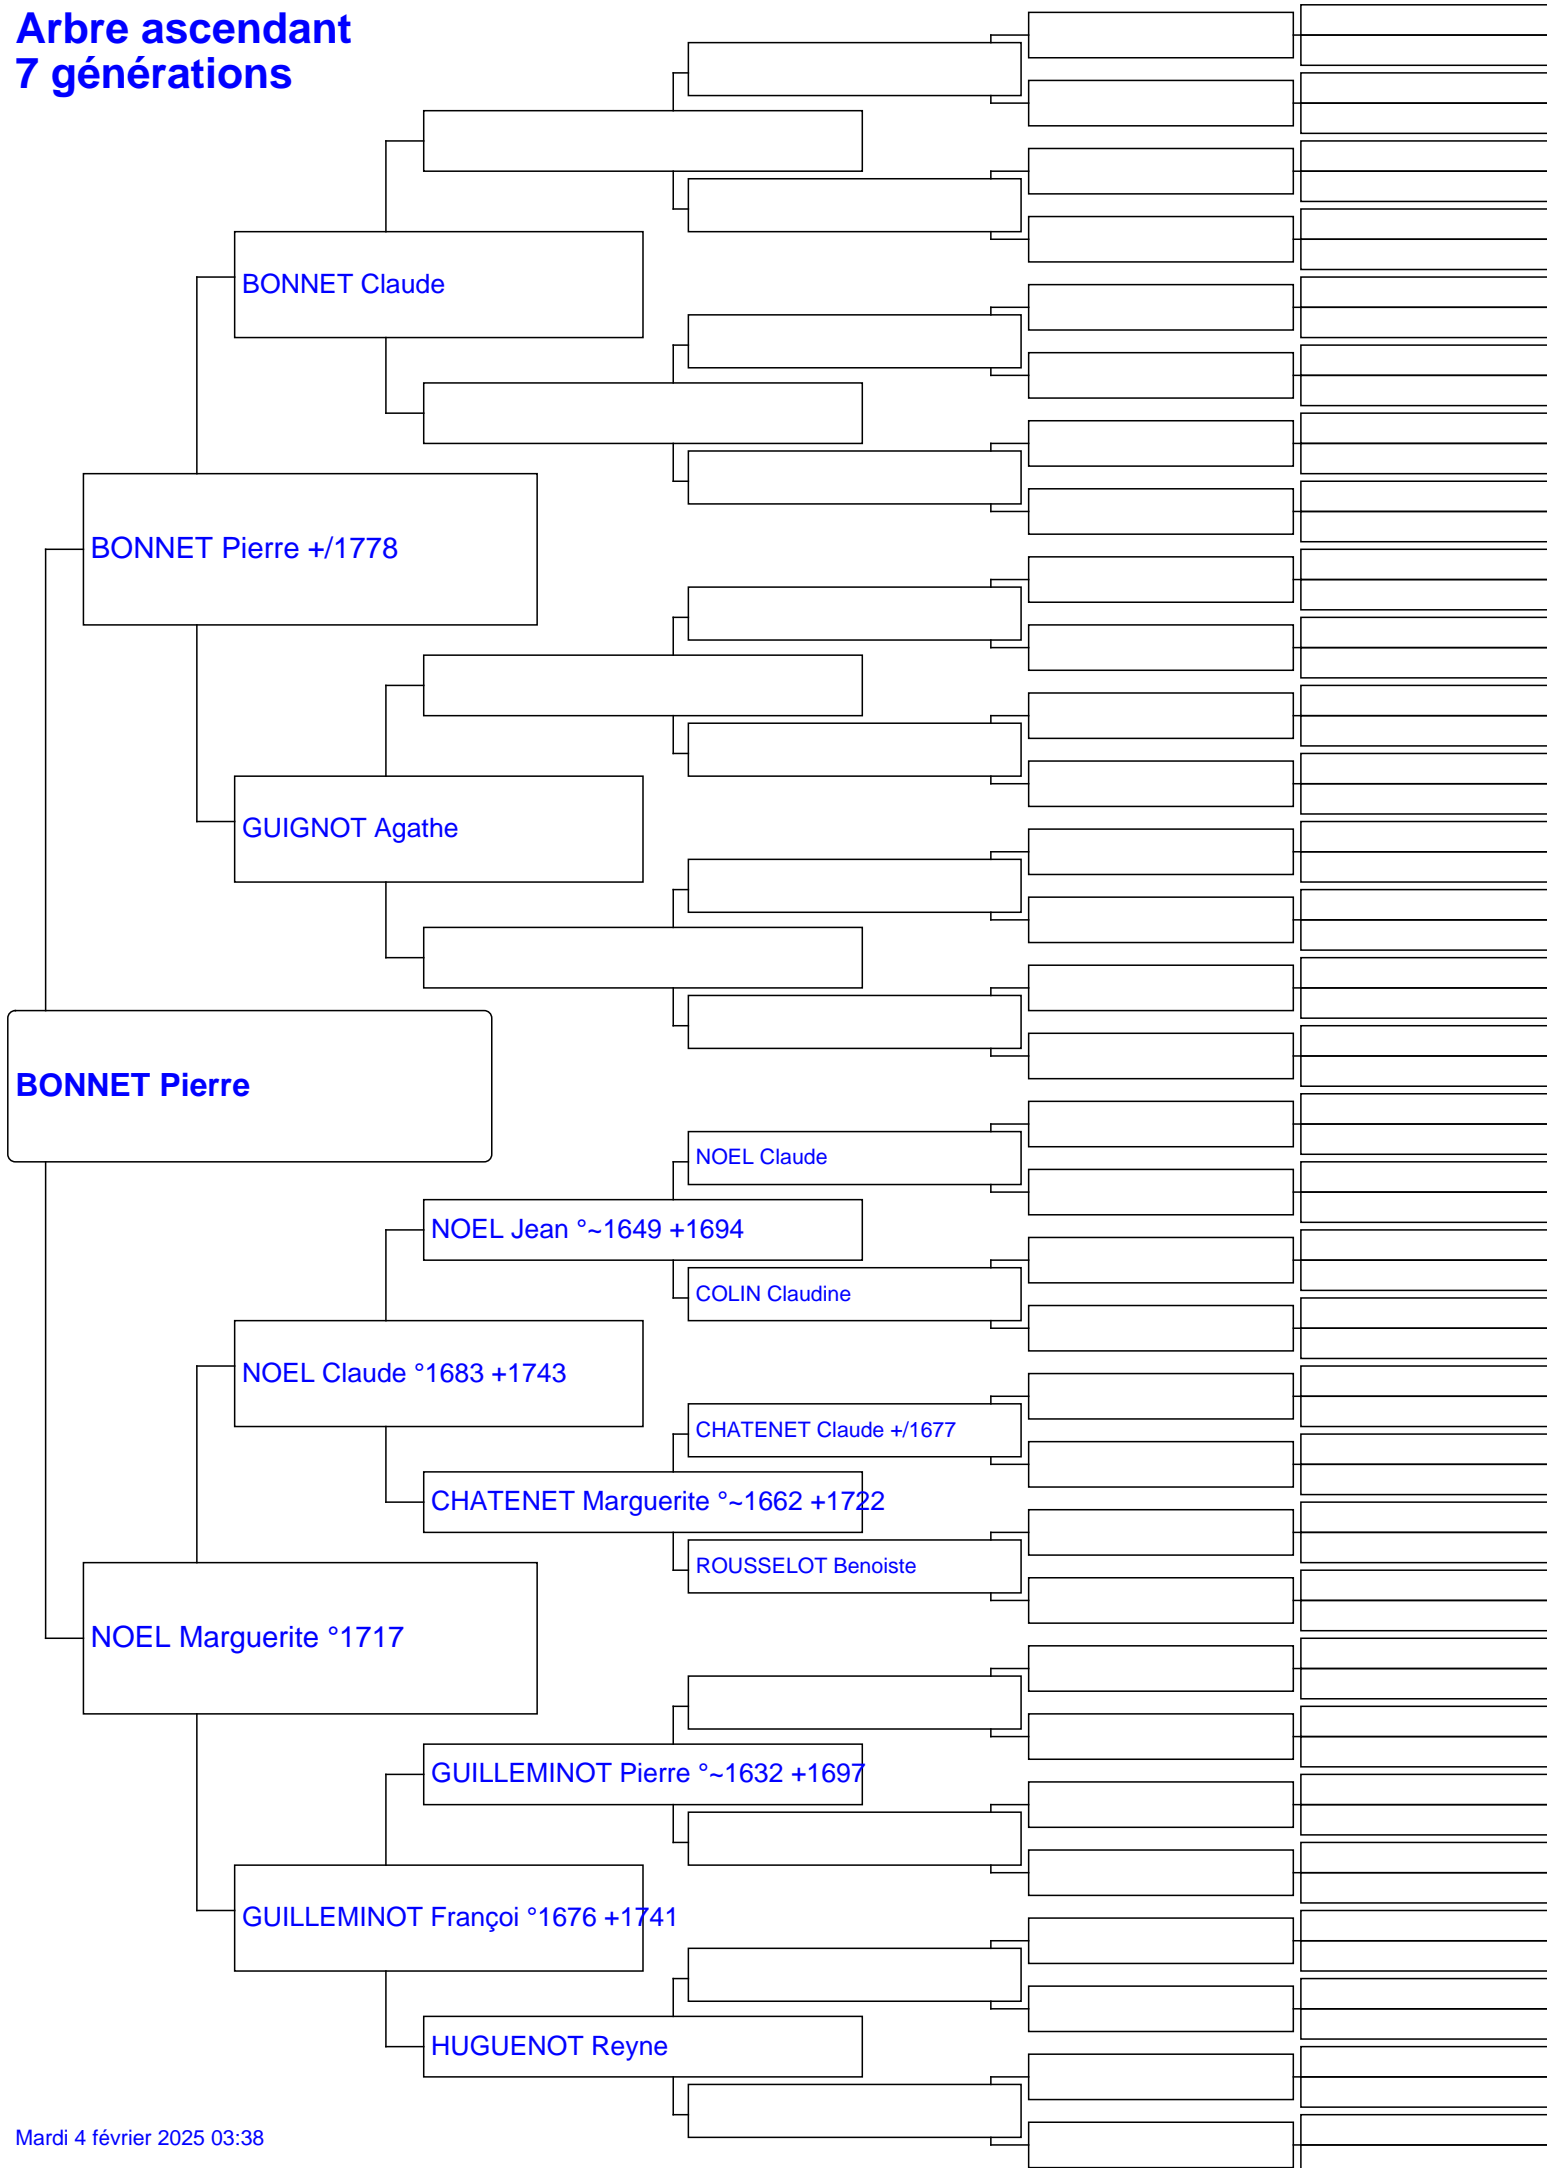 Arbre ascendant
7 générations
BONNET Claude
BONNET Pierre +/1778
GUIGNOT Agathe
BONNET Pierre
NOEL Claude
NOEL Jean °~1649 +1694
COLIN Claudine
NOEL Claude °1683 +1743
CHATENET Claude +/1677
CHATENET Marguerite °~1662 +1722
ROUSSELOT Benoiste
NOEL Marguerite °1717
GUILLEMINOT Pierre °~1632 +1697
GUILLEMINOT Françoi °1676 +1741
HUGUENOT Reyne
Mardi 4 février 2025 03:38